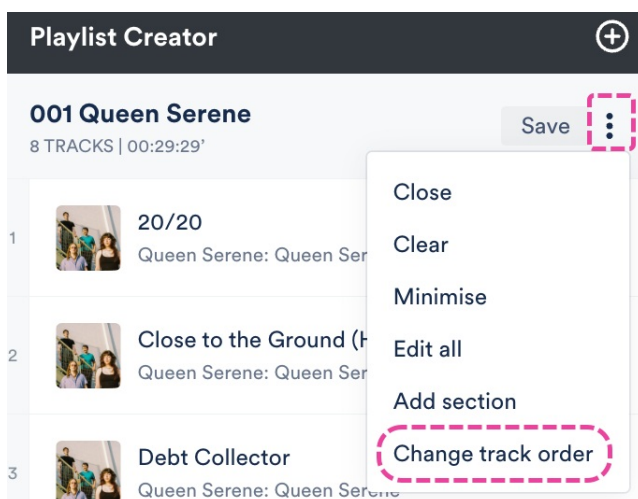 Playlist Creator
001 Queen Serene
Save
8 TRACKS | 00:29:29’
Close
1
20/20
Queen Serene: Queen Ser
Clear
Minimise
2
Close to the Ground (H
Queen Serene: Queen Ser
Edit all
Add section
3
Debt Collector
Change track order
Queen Serene: Queen Serene